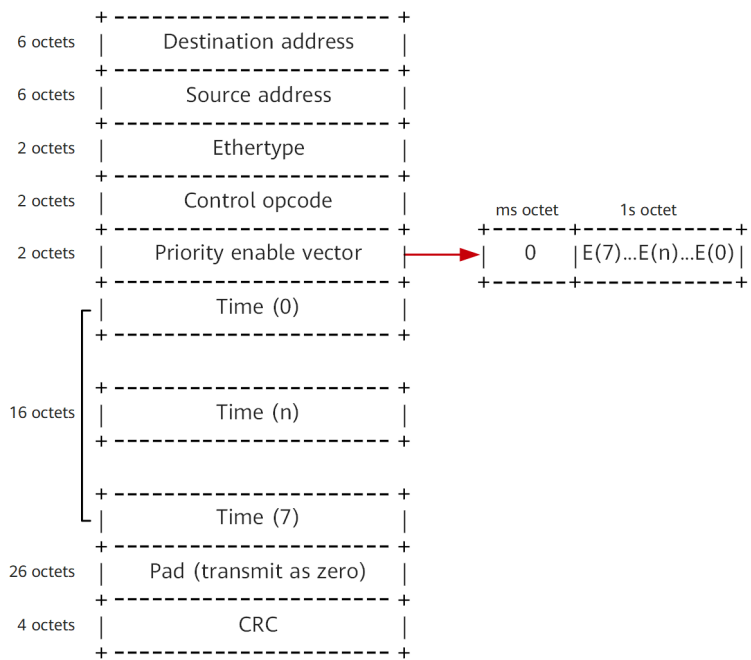 6 octets Destination address
6 octets Source address
2 octets Ethertype
2 octets Control opcode
ms octet 1s octet
2 octets Priority enable vector 0 E(7)...E(n)...E(0)
Time (0)
16 octets Time (n)
Time (7)
26 octets Pad (transmit as zero)
4 octets CRC